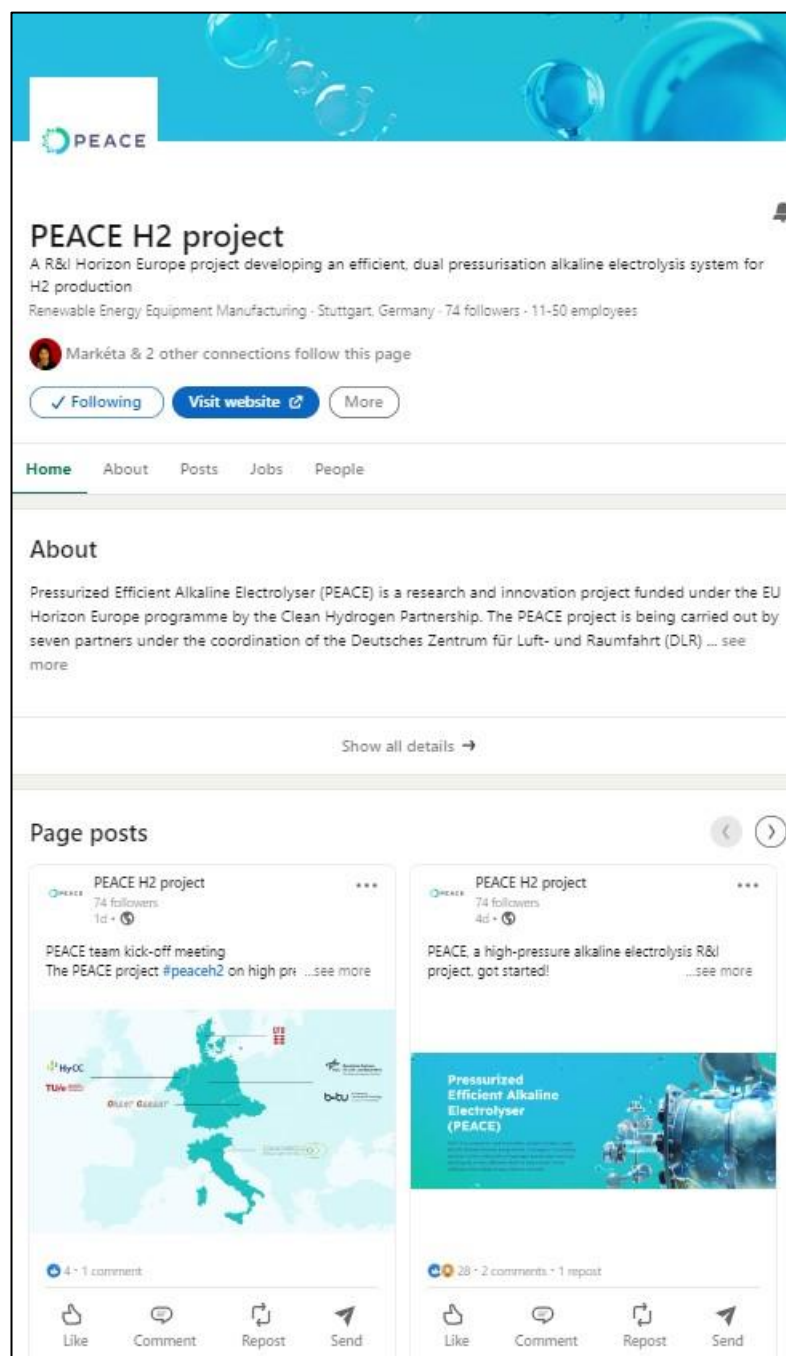 PEACE
PEACE H2 project
A R&I Horizon Europe project developing an efficient, dual pressurisation alkaline electrolysis system for
H2 production
Renewable Energy Equipment Manufacturing · Stuttgart, Germany · 74 followers · 11-50 employees
Markéta & 2 other connections follow this page
Following
Visit website
More
Home About Posts Jobs People
About
Pressurized Efficient Alkaline Electrolyser (PEACE) is a research and innovation project funded under the EU
Horizon Europe programme by the Clean Hydrogen Partnership. The PEACE project is being carried out by
seven partners under the coordination of the Deutsches Zentrum für Luft- und Raumfahrt (DLR) ... see
more
Show all details →
Page posts
PEACE
PEACE H2 project
74 followers
1d •
PEACE team kick-off meeting
The PEACE project #peaceh2 on high pre ...see more
HyCC
TU/e
DTU
b-tu
4 · 1 comment
Like Comment Repost Send
PEACE
PEACE H2 project
74 followers
4d •
PEACE, a high-pressure alkaline electrolysis R&I
project, got started! ...see more
Pressurized
Efficient Alkaline
Electrolyser
(PEACE)
28 · 2 comments · 1 repost
Like Comment Repost Send